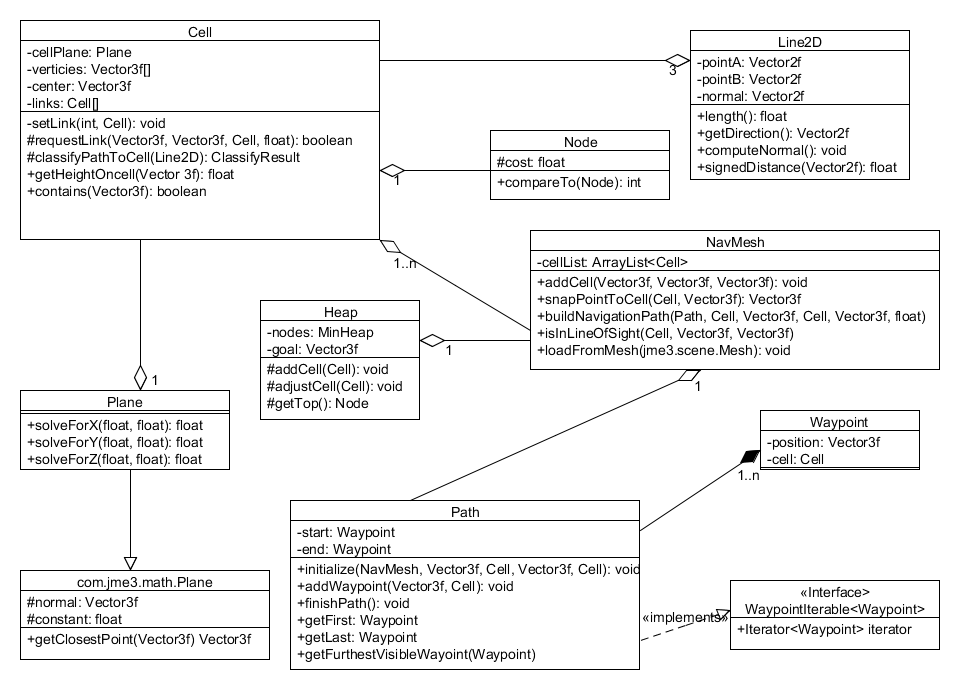 Cell
-cellPlane: Plane
-verticies: Vector3f[]
-center: Vector3f
-links: Cell[]
-setLink(int, Cell): void
#requestLink(Vector3f, Vector3f, Cell, float): boolean
#classifyPathToCell(Line2D): ClassifyResult
+getHeightOncell(Vector 3f): float
+contains(Vector3f): boolean
3
Line2D
-pointA: Vector2f
-pointB: Vector2f
-normal: Vector2f
+length(): float
+getDirection(): Vector2f
+computeNormal(): void
+signedDistance(Vector2f): float
1
Node
#cost: float
+compareTo(Node): int
1..n
NavMesh
-cellList: ArrayList<Cell>
+addCell(Vector3f, Vector3f, Vector3f): void
+snapPointToCell(Cell, Vector3f): Vector3f
+buildNavigationPath(Path, Cell, Vector3f, Cell, Vector3f, float)
+isInLineOfSight(Cell, Vector3f, Vector3f)
+loadFromMesh(jme3.scene.Mesh): void
Heap
-nodes: MinHeap
-goal: Vector3f
#addCell(Cell): void
#adjustCell(Cell): void
#getTop(): Node
1
1
1
Plane
+solveForX(float, float): float
+solveForY(float, float): float
+solveForZ(float, float): float
Waypoint
-position: Vector3f
-cell: Cell
1..n
Path
-start: Waypoint
-end: Waypoint
+initialize(NavMesh, Vector3f, Cell, Vector3f, Cell): void
+addWaypoint(Vector3f, Cell): void
+finishPath(): void
+getFirst: Waypoint
+getLast: Waypoint
+getFurthestVisibleWayoint(Waypoint)
com.jme3.math.Plane
#normal: Vector3f
#constant: float
+getClosestPoint(Vector3f) Vector3f
«implements»
«Interface»
WaypointIterable<Waypoint>
+Iterator<Waypoint> iterator